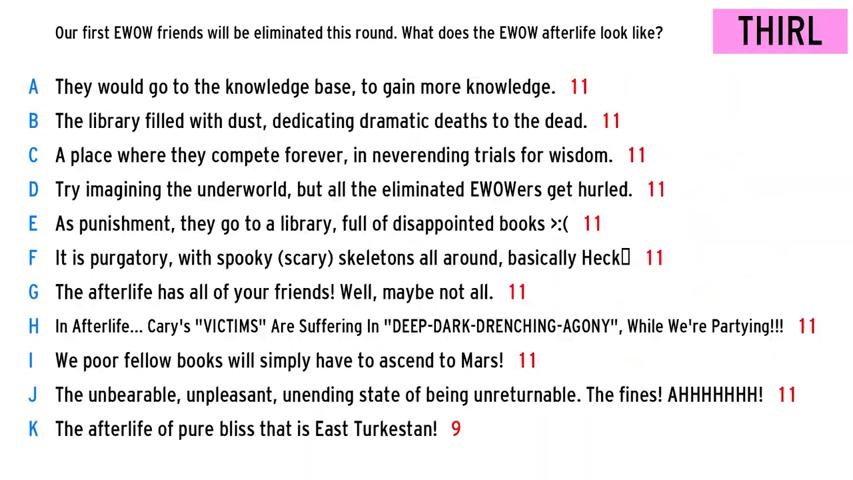 Our first EWOW friends will be eliminated this round. What does the EWOW afterlife look like?
THIRL
A They would go to the knowledge base, to gain more knowledge. 11
B The library filled with dust, dedicating dramatic deaths to the dead. 11
C A place where they compete forever, in neverending trials for wisdom. 11
D Try imagining the underworld, but all the eliminated EWOWers get hurled. 11
E As punishment, they go to a library, full of disappointed books >:( 11
F It is purgatory, with spooky (scary) skeletons all around, basically Heck▯ 11
G The afterlife has all of your friends! Well, maybe not all. 11
H In Afterlife... Cary's "VICTIMS" Are Suffering In "DEEP-DARK-DRENCHING-AGONY", While We're Partying!!! 11
I We poor fellow books will simply have to ascend to Mars! 11
J The unbearable, unpleasant, unending state of being unreturnable. The fines! AHHHHHHH! 11
K The afterlife of pure bliss that is East Turkestan! 9